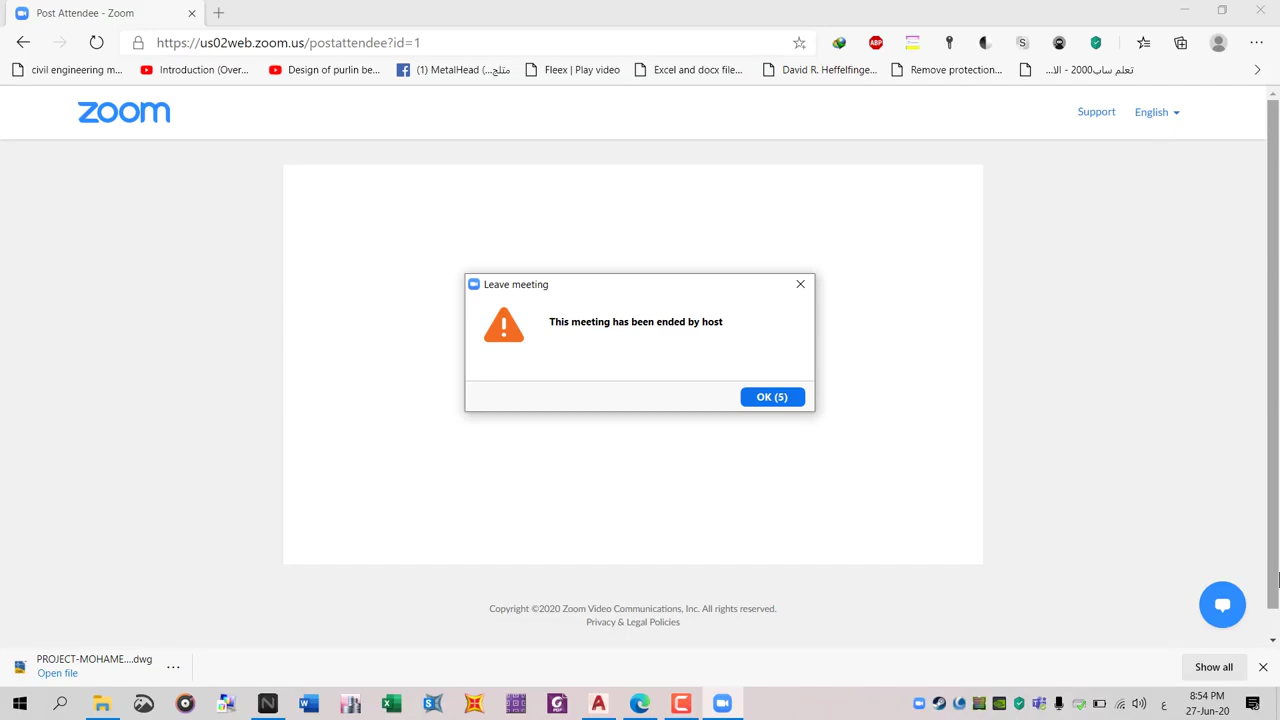 Post Attendee - Zoom
https://us02web.zoom.us/postattendee?id=1
ABP
S
civil engineering m...
Introduction (Over...
Design of purlin be...
(1) MetalHead (...مثلج
Fleex | Play video
Excel and docx file...
David R. Heffelfinge...
Remove protection...
تعلم ساب2000 - الا...
zoom
Support
English
Leave meeting
This meeting has been ended by host
OK (5)
Copyright ©2020 Zoom Video Communications, Inc. All rights reserved.
Privacy & Legal Policies
PROJECT-MOHAME....dwg
Open file
Show all
8:54 PM
ع
27-Jun-20